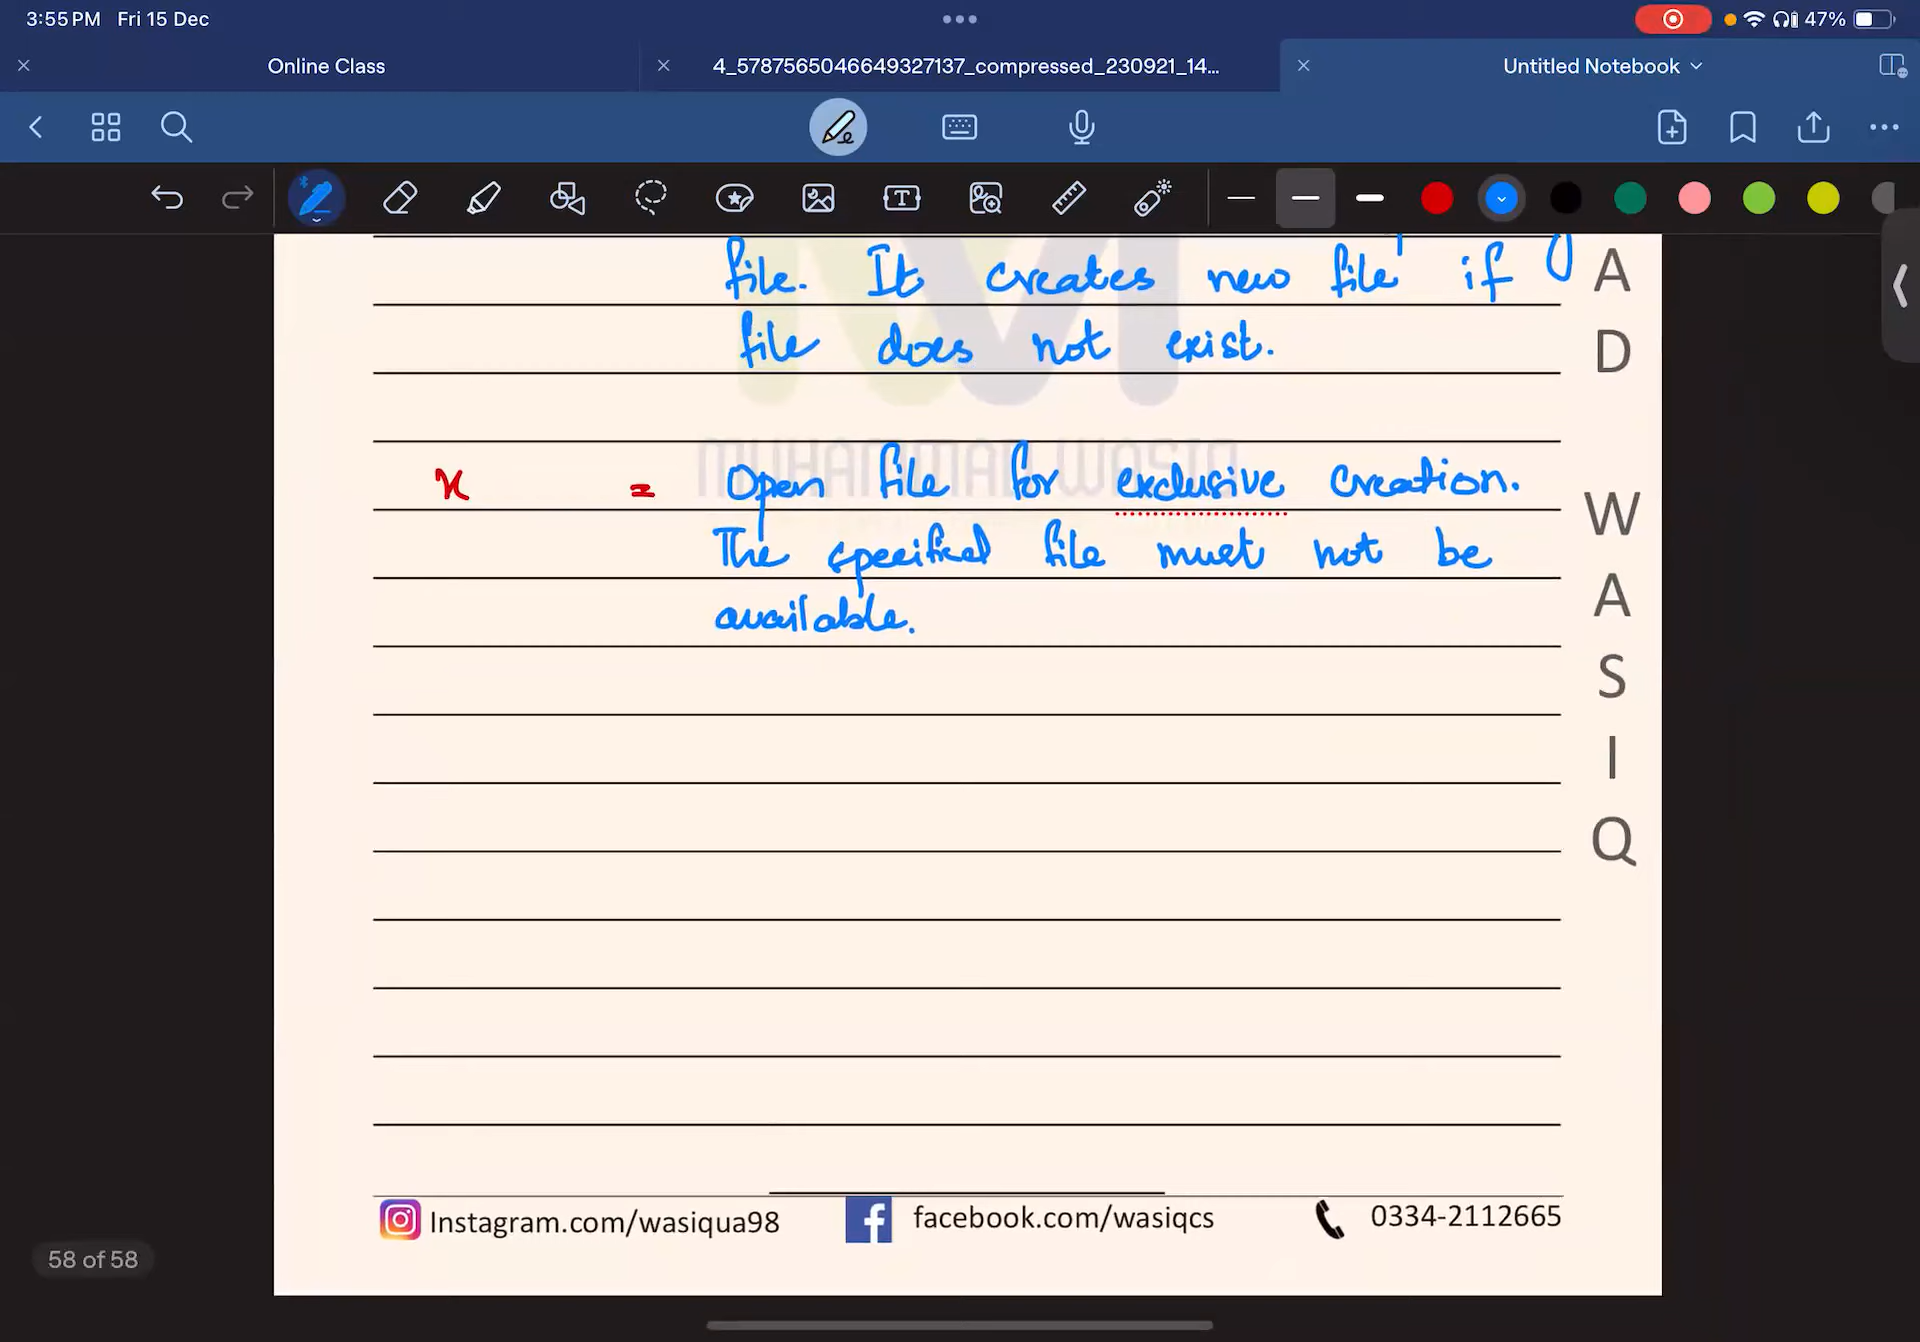 3:55 PM Fri 15 Dec
47%
Online Class
4_5787565046649327137_compressed_230921_14...
Untitled Notebook
file. It creates new file if
file does not exist.
MUHAMMAD WASIQ
x = Open file for exclusive creation.
The specified file must not be
available.
A
D
W
A
S
I
Q
Instagram.com/wasiqua98 facebook.com/wasiqcs 0334-2112665
58 of 58